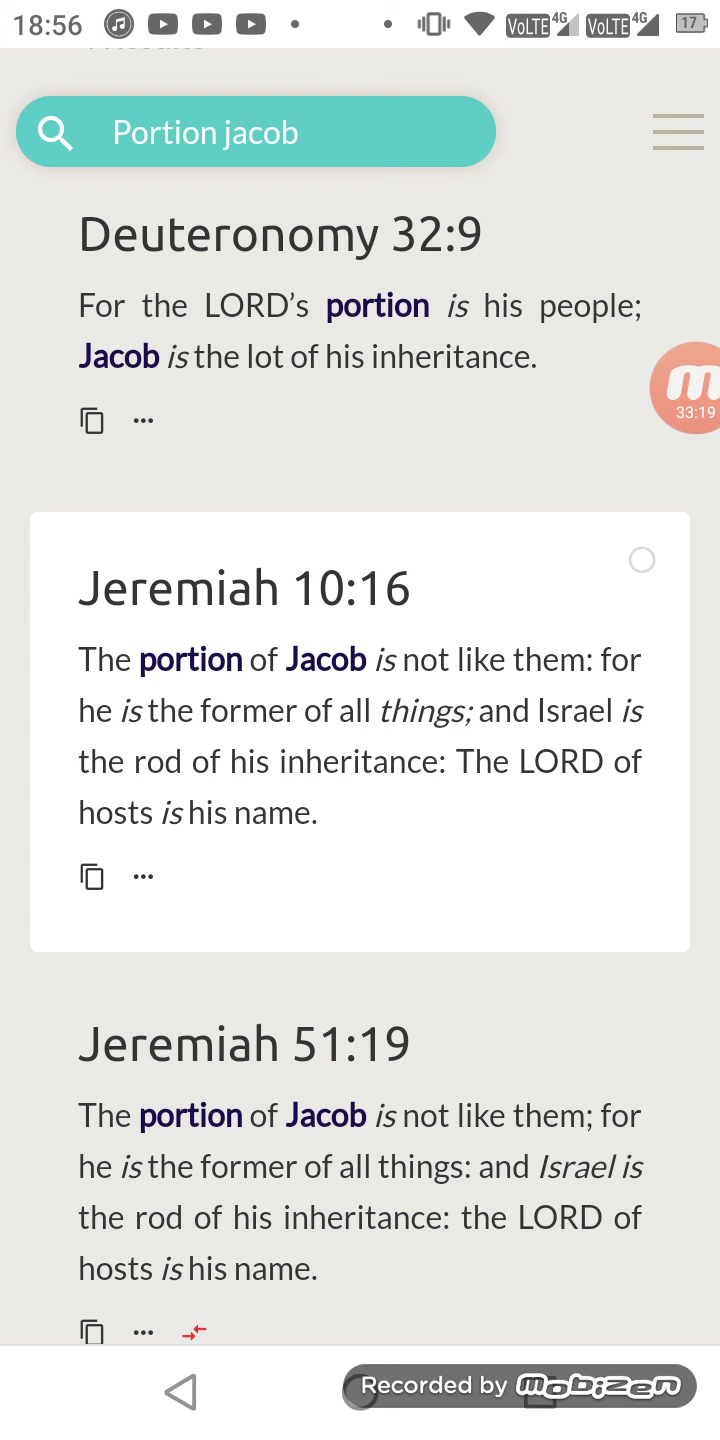 18:56 VoLTE 4G VoLTE 4G 17
Portion jacob
Deuteronomy 32:9
For the LORD’s portion is his people;
Jacob is the lot of his inheritance.
33:19
Jeremiah 10:16
The portion of Jacob is not like them: for
he is the former of all things; and Israel is
the rod of his inheritance: The LORD of
hosts is his name.
Jeremiah 51:19
The portion of Jacob is not like them; for
he is the former of all things: and Israel is
the rod of his inheritance: the LORD of
hosts is his name.
Recorded by mobizen